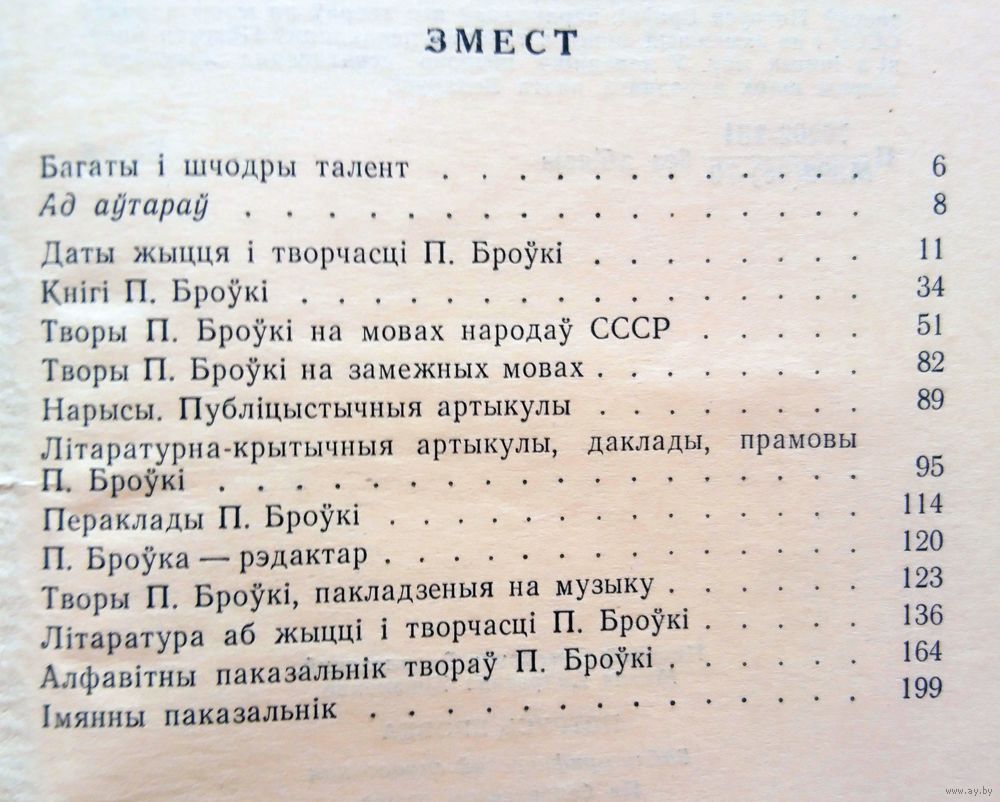 ЗМЕСТ
Багаты і шчодры талент . . . . . . . . . . . . 6
Ад аўтараў . . . . . . . . . . . . . . . . . 8
Даты жыцця і творчасці П. Броўкі . . . . . . . 11
Кнігі П. Броўкі . . . . . . . . . . . . . . . 34
Творы П. Броўкі на мовах народаў СССР . . . . . 51
Творы П. Броўкі на замежных мовах . . . . . . . 82
Нарысы. Публіцыстычныя артыкулы . . . . . . . 89
Літаратурна-крытычныя артыкулы, даклады, прамовы
П. Броўкі . . . . . . . . . . . . . . . . . 95
Пераклады П. Броўкі . . . . . . . . . . . . . 114
П. Броўка — рэдактар . . . . . . . . . . . . . 120
Творы П. Броўкі, пакладзеныя на музыку . . . . . 123
Літаратура аб жыцці і творчасці П. Броўкі . . . . . 136
Алфавітны паказальнік твораў П. Броўкі . . . . . 164
Імянны паказальнік . . . . . . . . . . . . . 199
www.ay.by